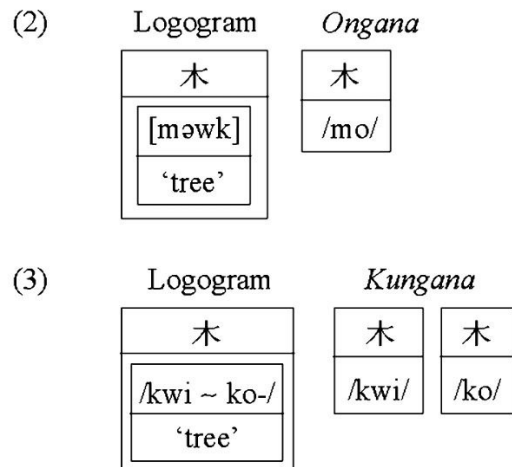 (2) Logogram Ongana
木 木
[məwk] /mo/
‘tree’
(3) Logogram Kungana
木 木 木
/kwi ~ ko-/ /kwi/ /ko/
‘tree’